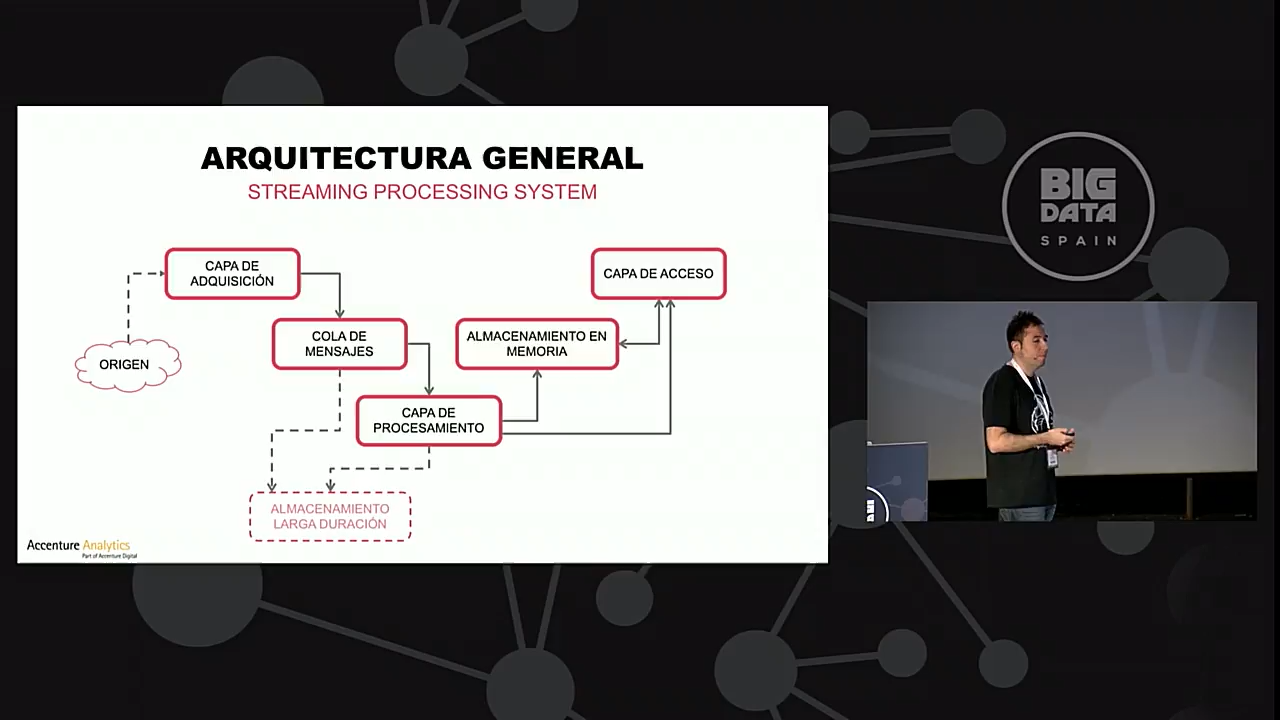 ARQUITECTURA GENERAL
STREAMING PROCESSING SYSTEM
CAPA DE
ADQUISICIÓN
CAPA DE ACCESO
COLA DE
MENSAJES
ALMACENAMIENTO EN
MEMORIA
ORIGEN
CAPA DE
PROCESAMIENTO
ALMACENAMIENTO
LARGA DURACIÓN
Accenture Analytics
Part of Accenture Digital
BIG
DATA
SPAIN